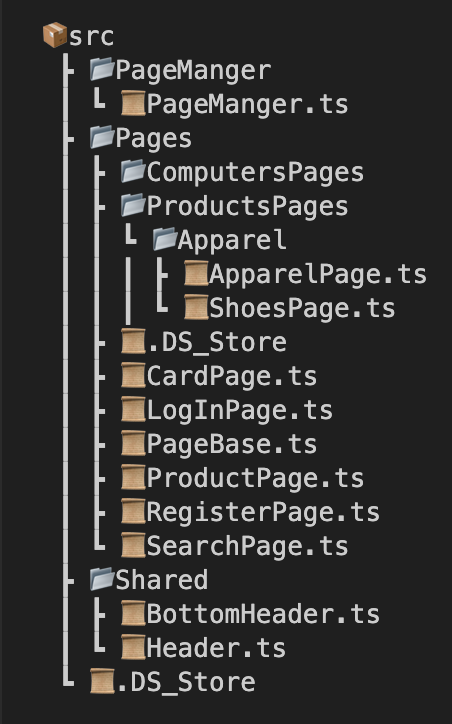 src
PageManger
PageManger.ts
Pages
ComputersPages
ProductsPages
Apparel
ApparelPage.ts
ShoesPage.ts
.DS_Store
CardPage.ts
LogInPage.ts
PageBase.ts
ProductPage.ts
RegisterPage.ts
SearchPage.ts
Shared
BottomHeader.ts
Header.ts
.DS_Store